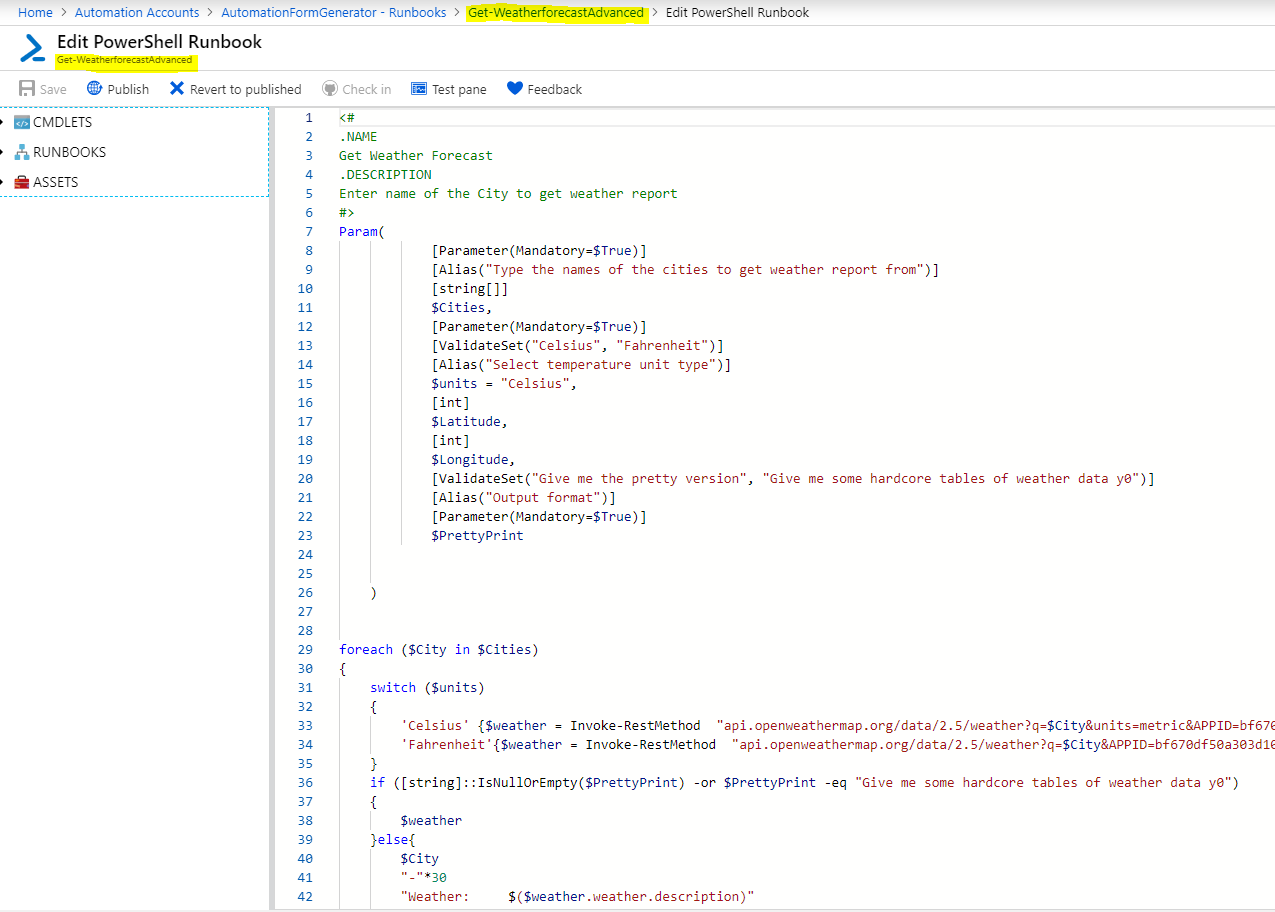 Home > Automation Accounts > AutomationFormGenerator - Runbooks > Get-WeatherforecastAdvanced > Edit PowerShell Runbook
Edit PowerShell Runbook
Get-WeatherforecastAdvanced
Save Publish Revert to published Check in Test pane Feedback
CMDLETS
RUNBOOKS
ASSETS
1 <#
2 .NAME
3 Get Weather Forecast
4 .DESCRIPTION
5 Enter name of the City to get weather report
6 #>
7 Param(
8 [Parameter(Mandatory=$True)]
9 [Alias("Type the names of the cities to get weather report from")]
10 [string[]]
11 $Cities,
12 [Parameter(Mandatory=$True)]
13 [ValidateSet("Celsius", "Fahrenheit")]
14 [Alias("Select temperature unit type")]
15 $units = "Celsius",
16 [int]
17 $Latitude,
18 [int]
19 $Longitude,
20 [ValidateSet("Give me the pretty version", "Give me some hardcore tables of weather data y0")]
21 [Alias("Output format")]
22 [Parameter(Mandatory=$True)]
23 $PrettyPrint
24
25
26 )
27
28
29 foreach ($City in $Cities)
30 {
31 switch ($units)
32 {
33 'Celsius' {$weather = Invoke-RestMethod "api.openweathermap.org/data/2.5/weather?q=$City&units=metric&APPID=bf670
34 'Fahrenheit'{$weather = Invoke-RestMethod "api.openweathermap.org/data/2.5/weather?q=$City&APPID=bf670df50a303d10
35 }
36 if ([string]::IsNullOrEmpty($PrettyPrint) -or $PrettyPrint -eq "Give me some hardcore tables of weather data y0")
37 {
38 $weather
39 }else{
40 $City
41 "-"*30
42 "Weather: $($weather.weather.description)"